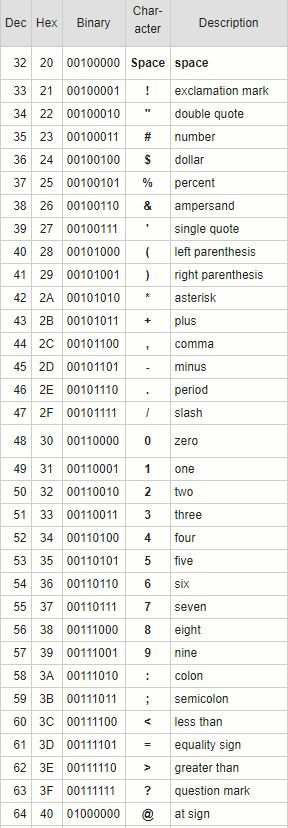 Dec Hex Binary Char-acter Description
32 20 00100000 Space space
33 21 00100001 ! exclamation mark
34 22 00100010 " double quote
35 23 00100011 # number
36 24 00100100 $ dollar
37 25 00100101 % percent
38 26 00100110 & ampersand
39 27 00100111 ' single quote
40 28 00101000 ( left parenthesis
41 29 00101001 ) right parenthesis
42 2A 00101010 * asterisk
43 2B 00101011 + plus
44 2C 00101100 , comma
45 2D 00101101 - minus
46 2E 00101110 . period
47 2F 00101111 / slash
48 30 00110000 0 zero
49 31 00110001 1 one
50 32 00110010 2 two
51 33 00110011 3 three
52 34 00110100 4 four
53 35 00110101 5 five
54 36 00110110 6 six
55 37 00110111 7 seven
56 38 00111000 8 eight
57 39 00111001 9 nine
58 3A 00111010 : colon
59 3B 00111011 ; semicolon
60 3C 00111100 < less than
61 3D 00111101 = equality sign
62 3E 00111110 > greater than
63 3F 00111111 ? question mark
64 40 01000000 @ at sign